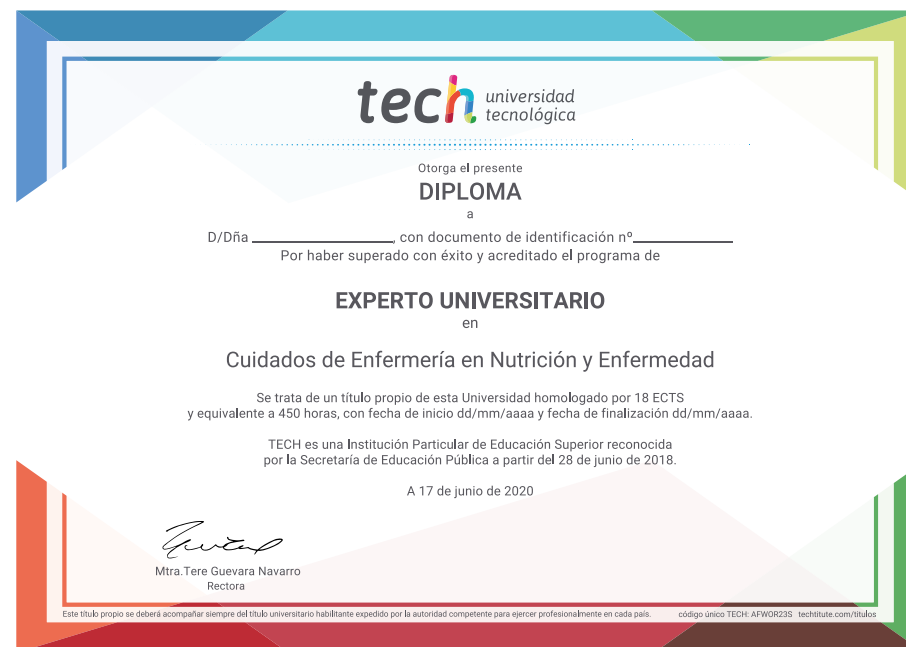 tech universidad
tecnológica
Otorga el presente
DIPLOMA
a
D/Dña ____________________, con documento de identificación nº______________
Por haber superado con éxito y acreditado el programa de
EXPERTO UNIVERSITARIO
en
Cuidados de Enfermería en Nutrición y Enfermedad
Se trata de un título propio de esta Universidad homologado por 18 ECTS
y equivalente a 450 horas, con fecha de inicio dd/mm/aaaa y fecha de finalización dd/mm/aaaa.
TECH es una Institución Particular de Educación Superior reconocida
por la Secretaría de Educación Pública a partir del 28 de junio de 2018.
A 17 de junio de 2020
Mtra.Tere Guevara Navarro
Rectora
Este título propio se deberá acompañar siempre del título universitario habilitante expedido por la autoridad competente para ejercer profesionalmente en cada país. código único TECH: AFWOR23S techtitute.com/titulos